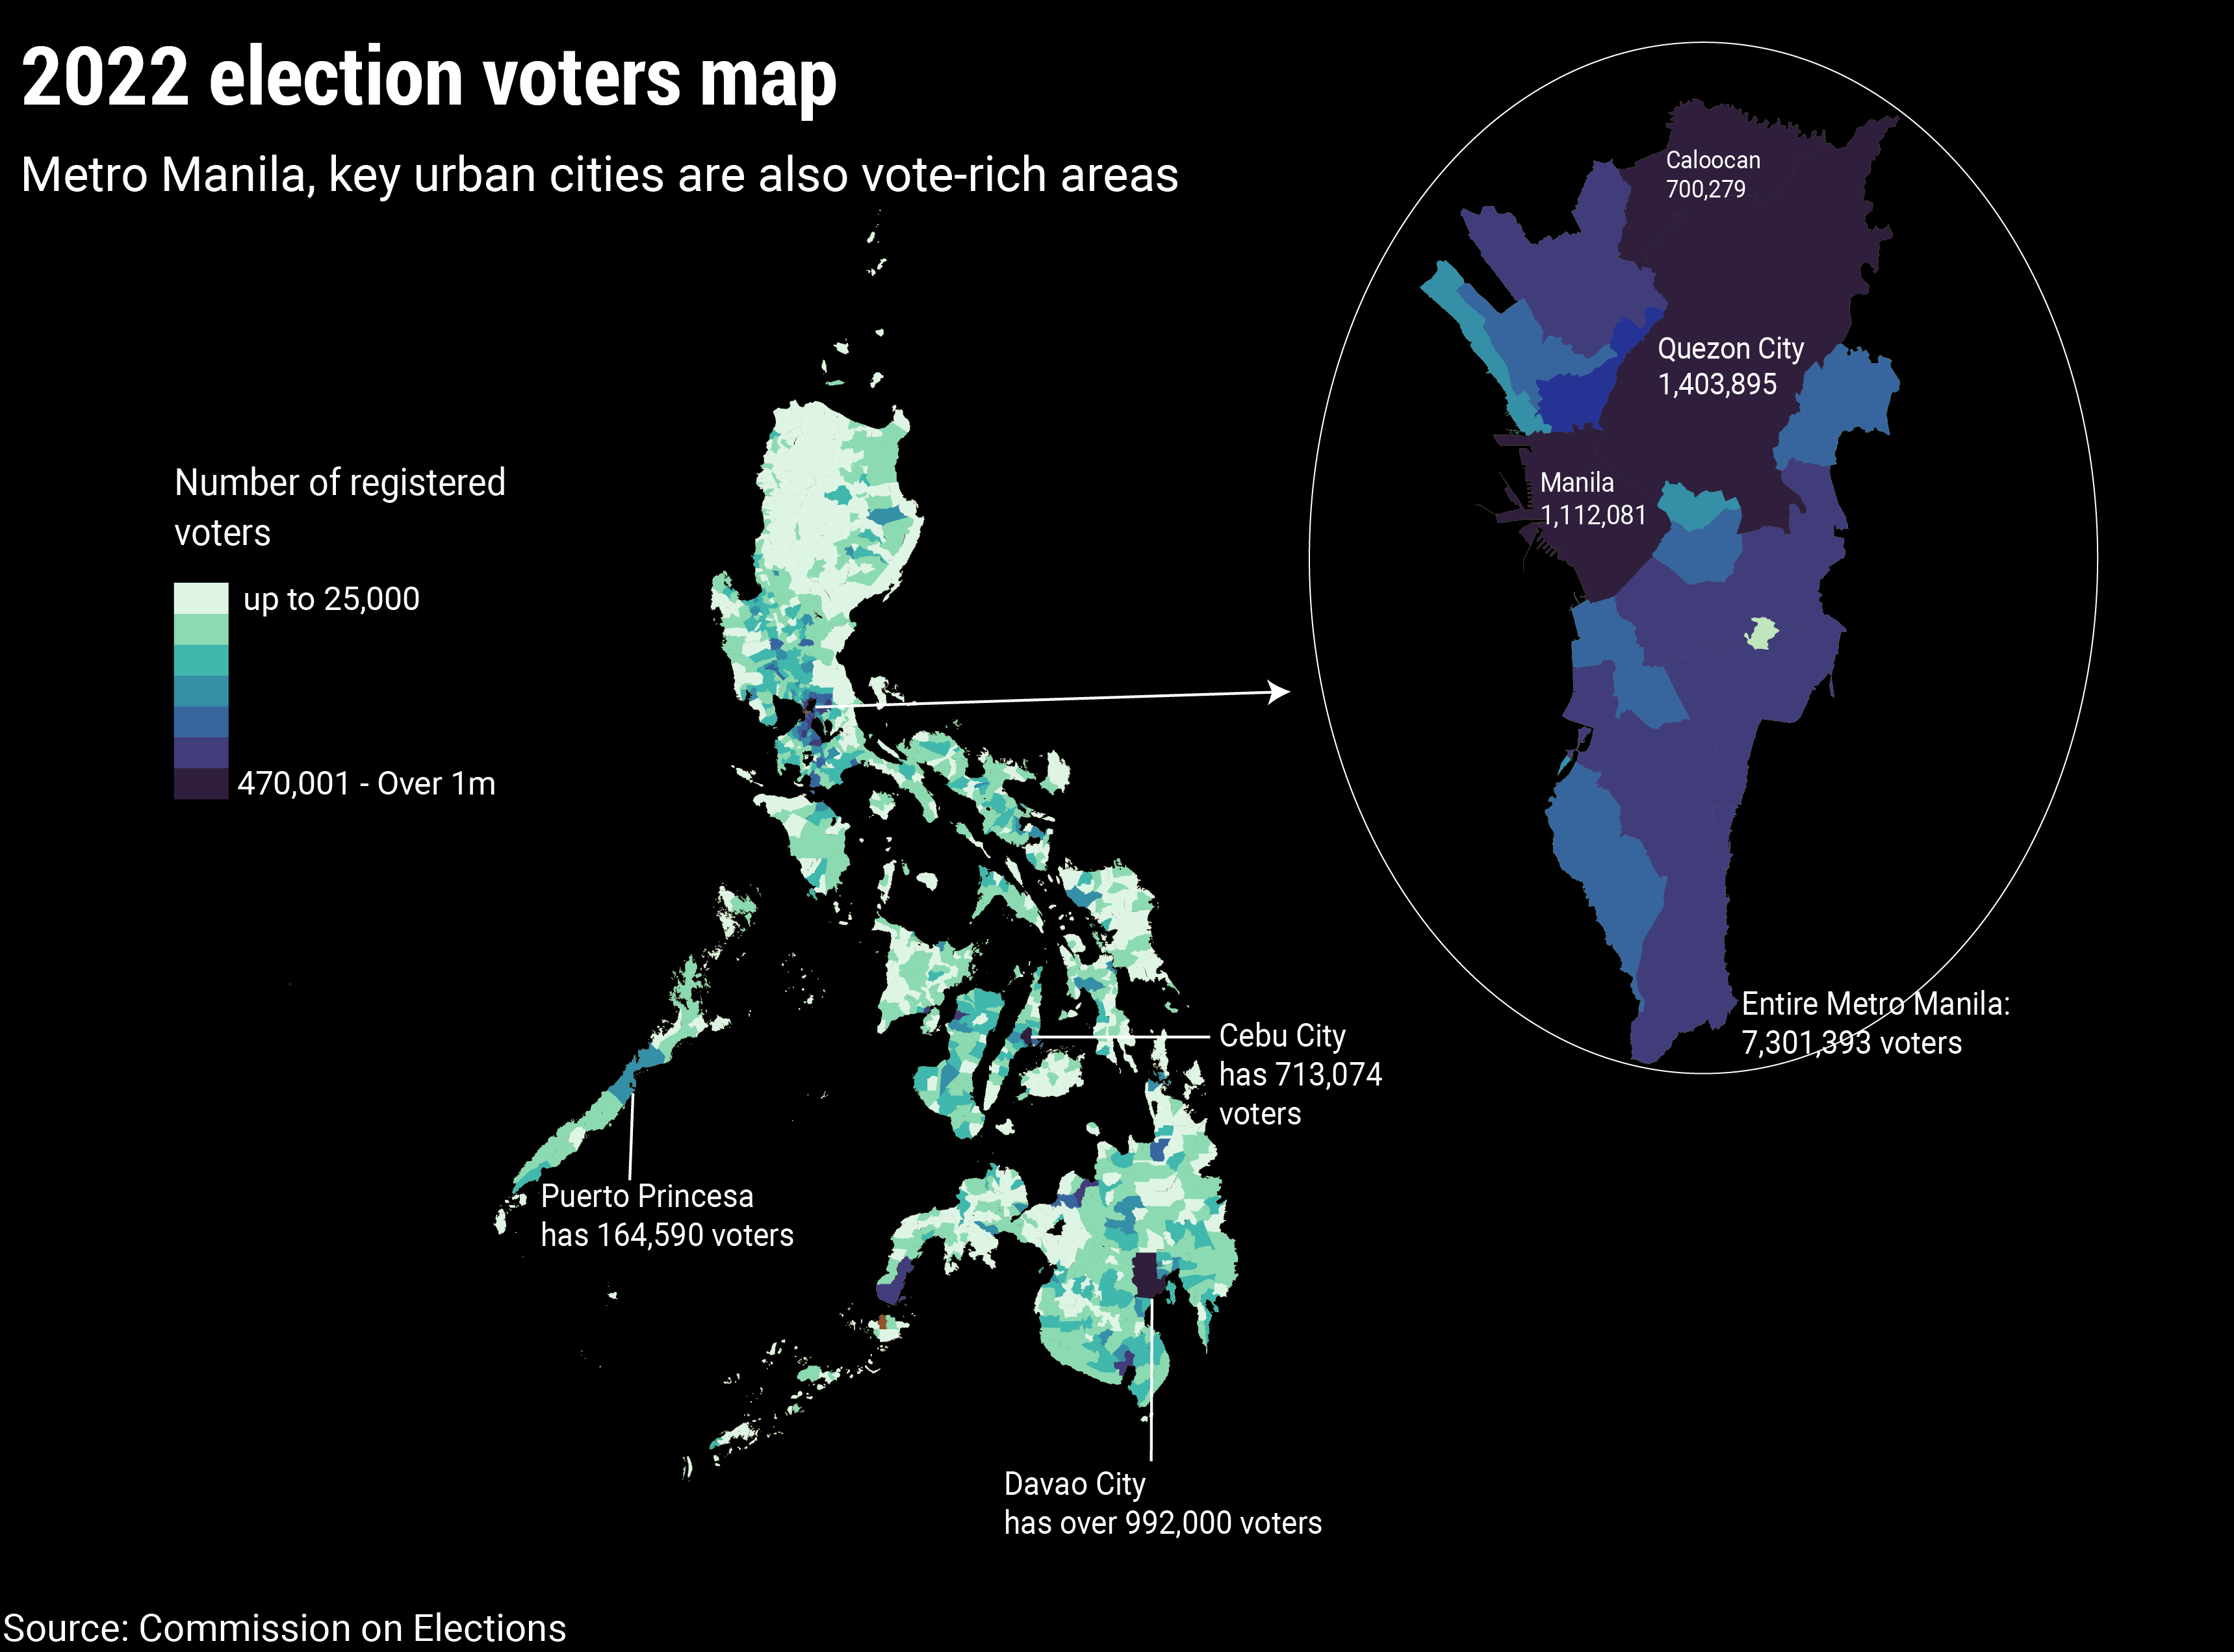 2022 election voters map
Metro Manila, key urban cities are also vote-rich areas
Number of registered
voters
up to 25,000
470,001 - Over 1m
Caloocan
700,279
Quezon City
1,403,895
Manila
1,112,081
Entire Metro Manila:
7,301,393 voters
Cebu City
has 713,074
voters
Puerto Princesa
has 164,590 voters
Davao City
has over 992,000 voters
Source: Commission on Elections